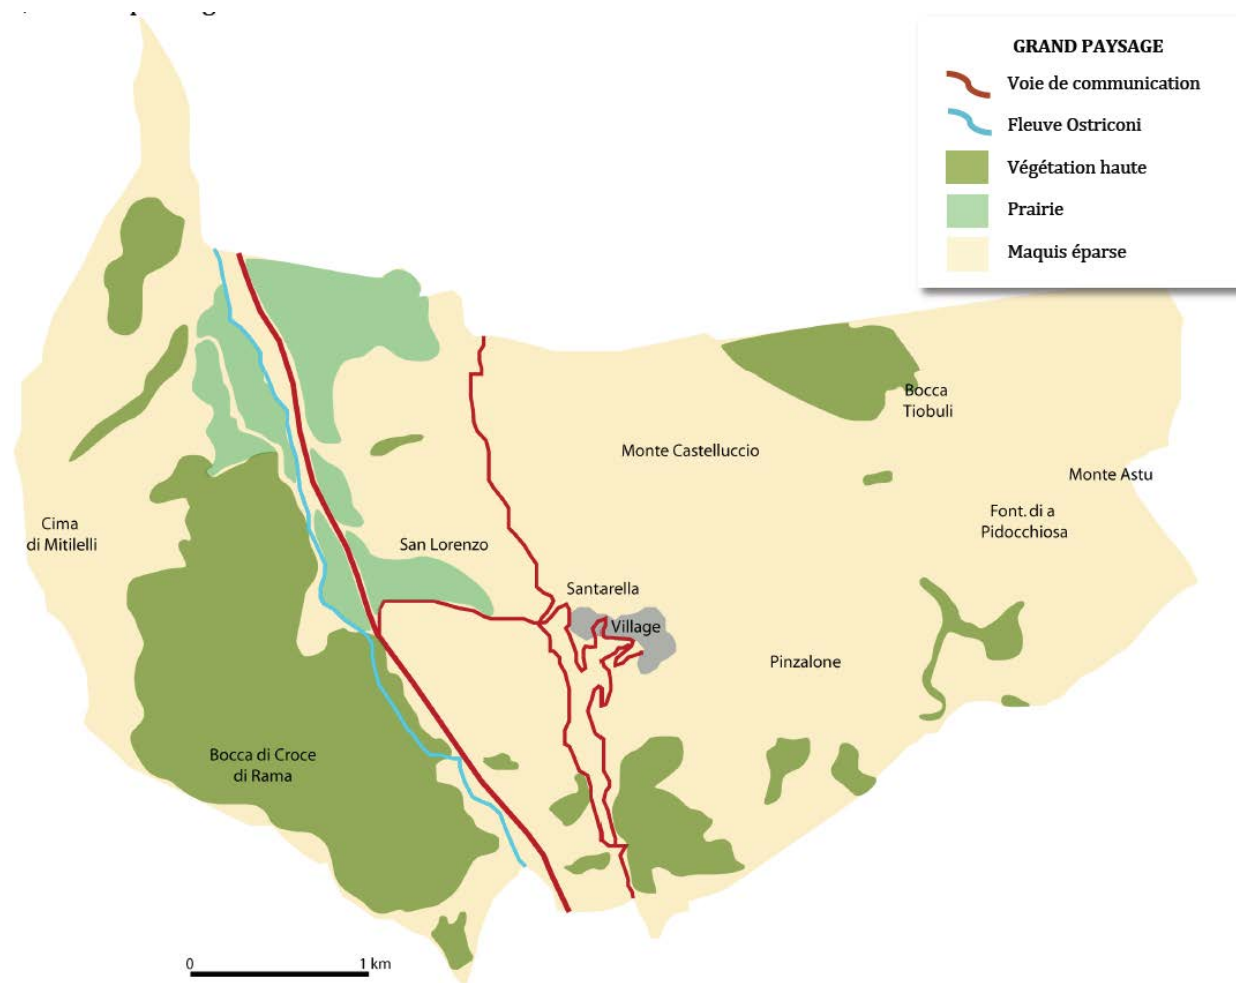 GRAND PAYSAGE
Voie de communication
Fleuve Ostriconi
Végétation haute
Prairie
Maquis éparse
Bocca
Tiobuli
Monte Castelluccio
Monte Astu
Font. di a
Pidocchiosa
Cima
di Mitilelli
San Lorenzo
Santarella
Village
Pinzalone
Bocca di Croce
di Rama
0
1 km